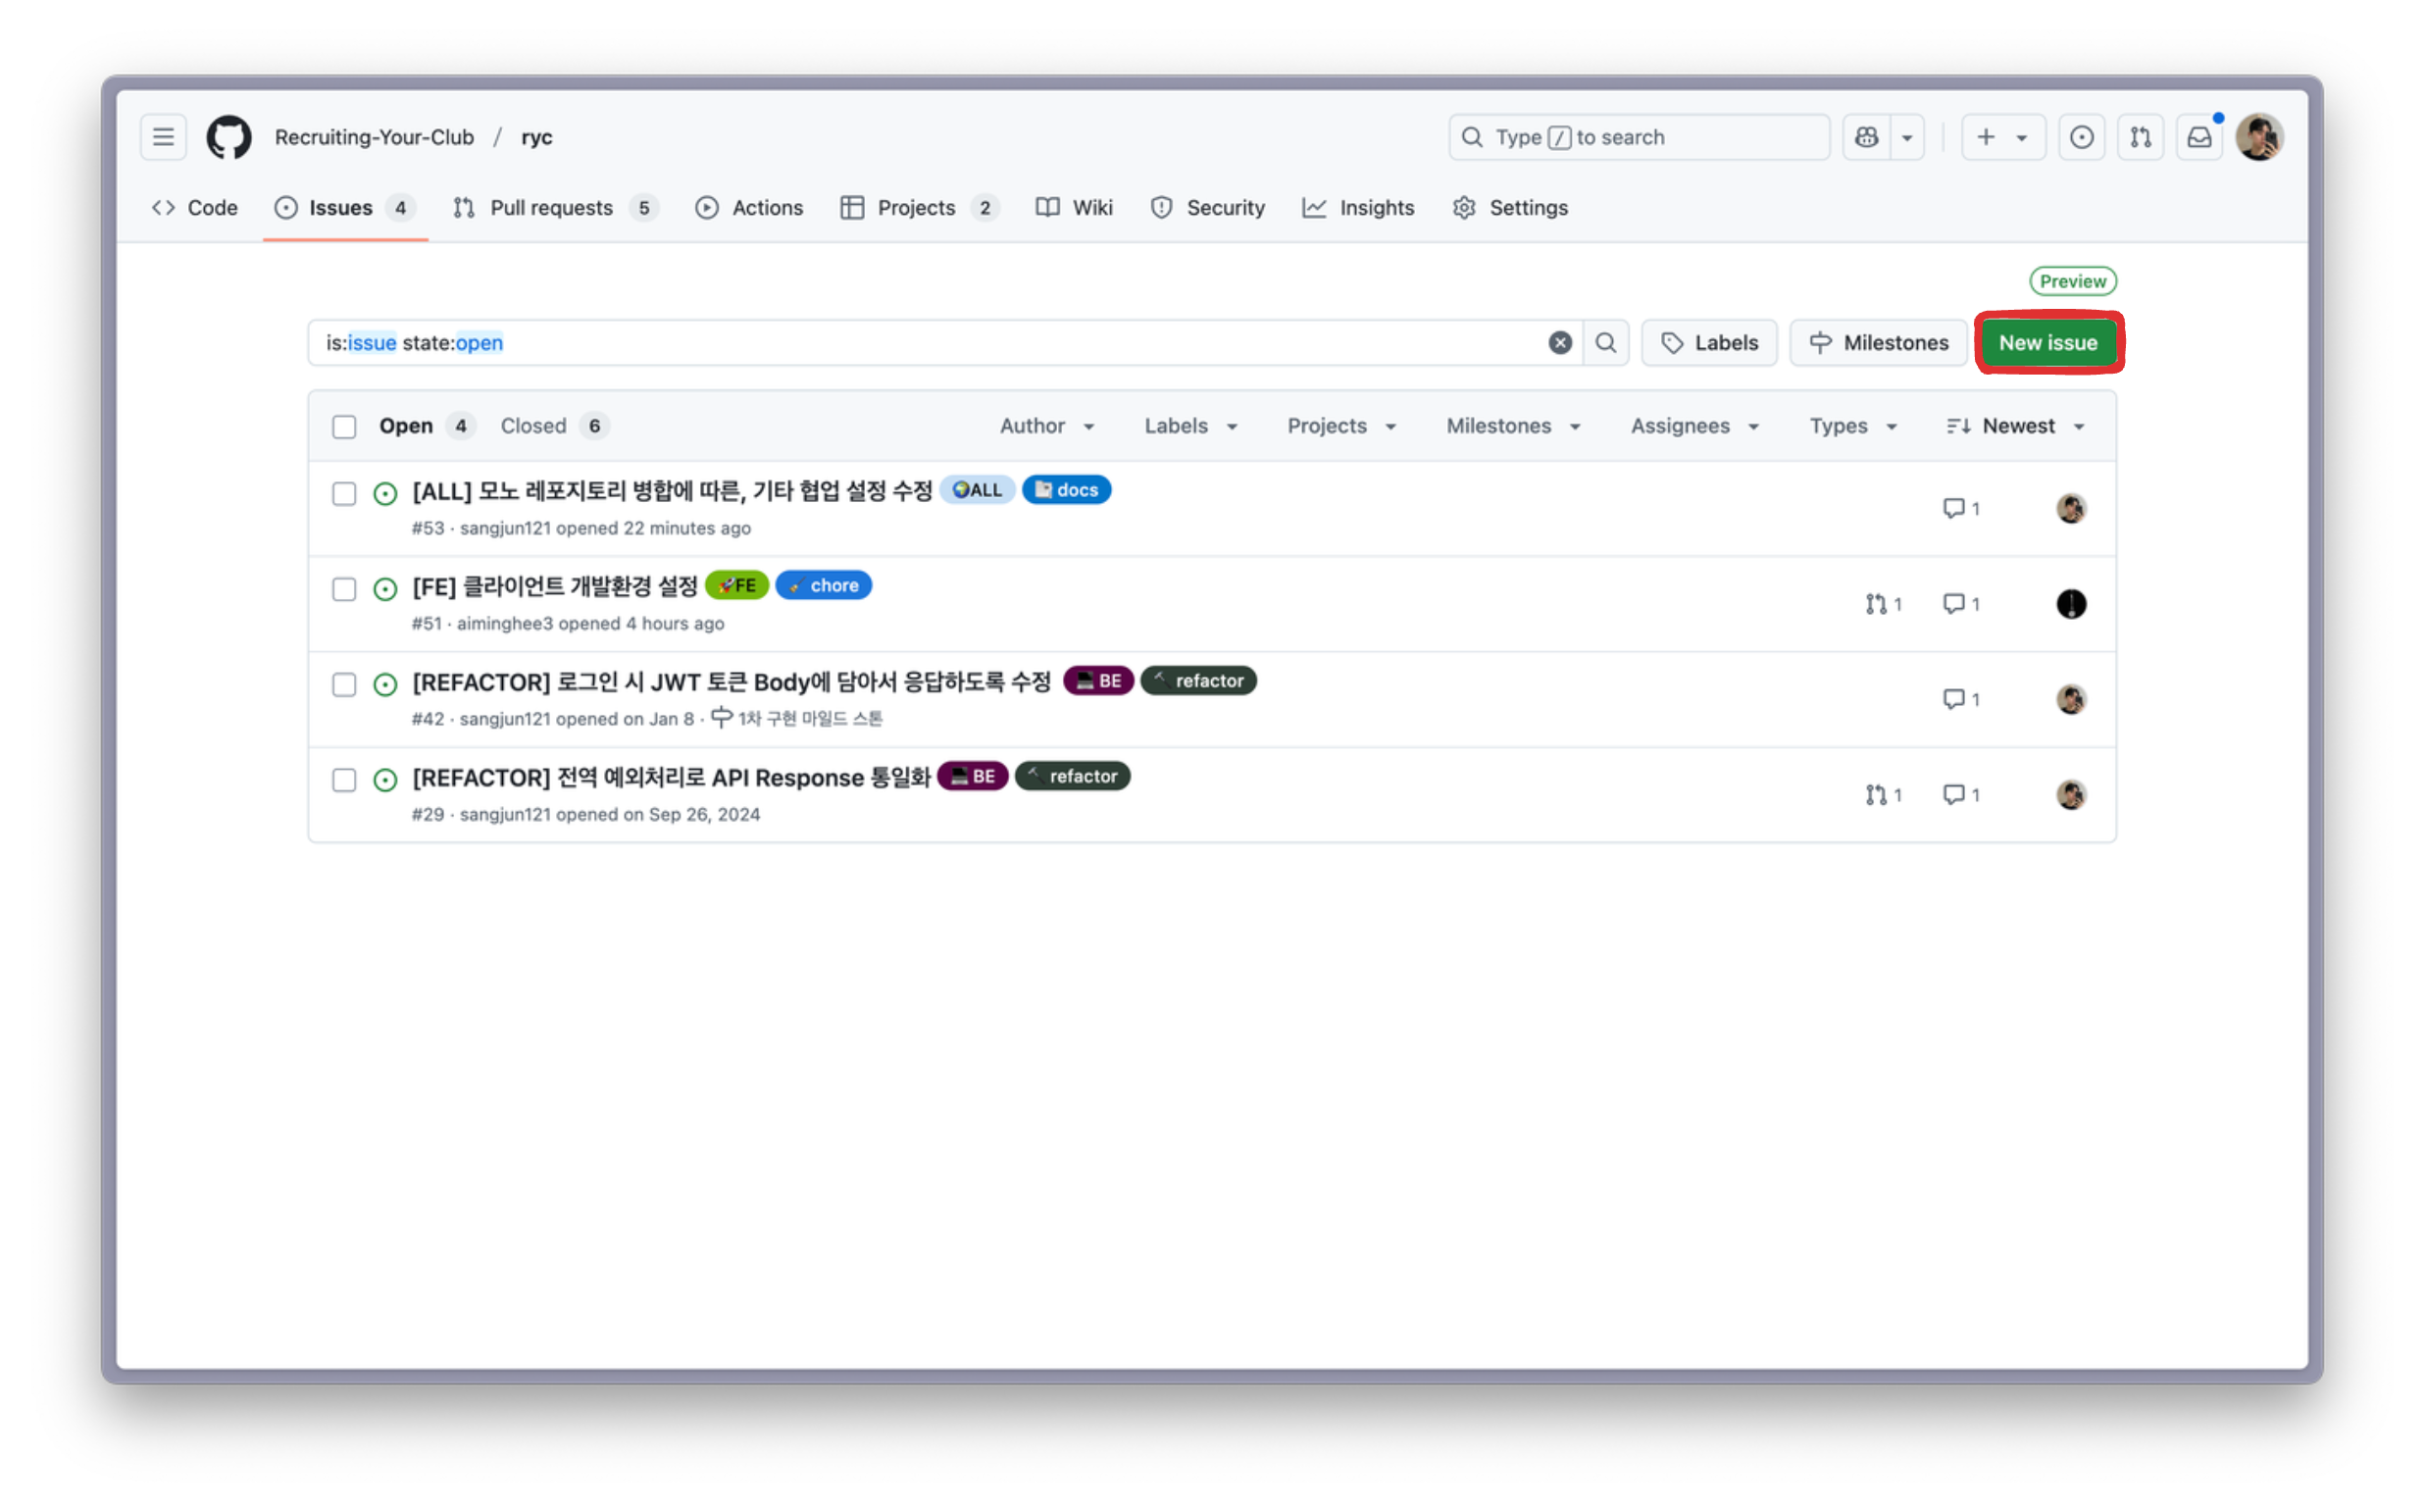 Recruiting-Your-Club / ryc
Type / to search
Code
Issues 4
Pull requests 5
Actions
Projects 2
Wiki
Security
Insights
Settings
Preview
is:issue state:open
Labels
Milestones
New issue
Open 4
Closed 6
Author
Labels
Projects
Milestones
Assignees
Types
Newest
[ALL] 모노 레포지토리 병합에 따른, 기타 협업 설정 수정 🌍ALL docs
1
#53 · sangjun121 opened 22 minutes ago
[FE] 클라이언트 개발환경 설정 🚀FE 🧹 chore
1 1
#51 · aiminghee3 opened 4 hours ago
[REFACTOR] 로그인 시 JWT 토큰 Body에 담아서 응답하도록 수정 BE 🔨 refactor
1
#42 · sangjun121 opened on Jan 8 · 1차 구현 마일드 스톤
[REFACTOR] 전역 예외처리로 API Response 통일화 BE 🔨 refactor
1 1
#29 · sangjun121 opened on Sep 26, 2024